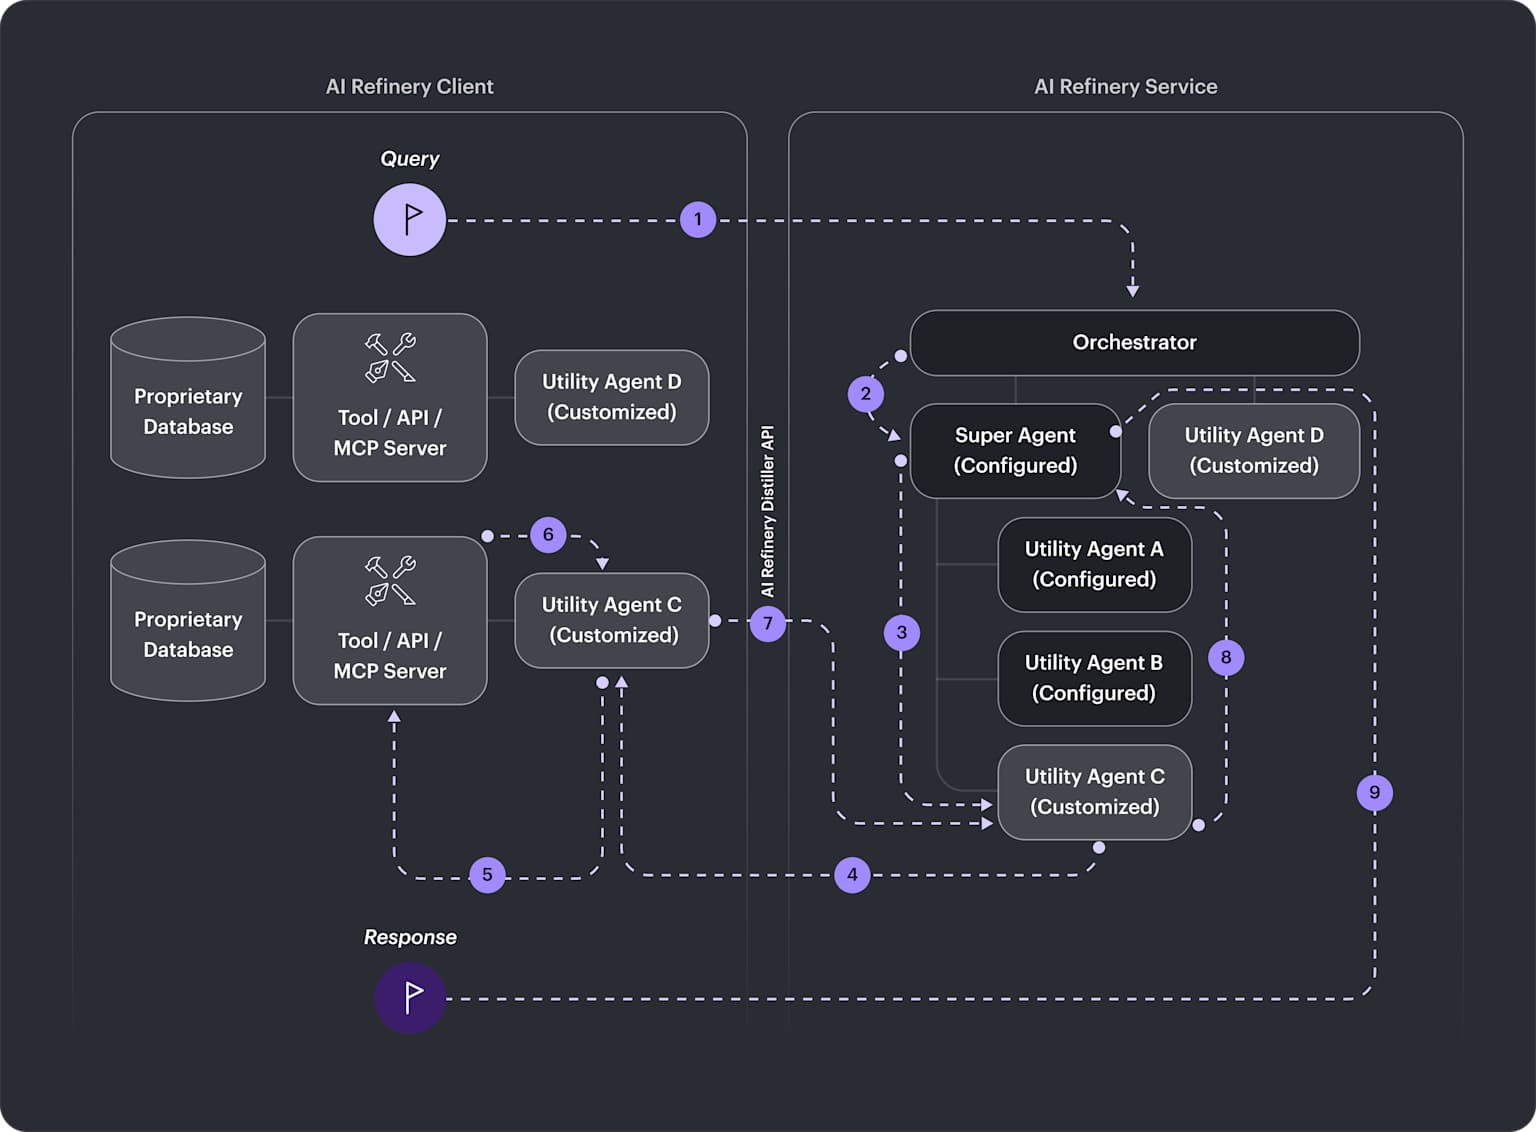 AI Refinery Client
AI Refinery Service
Query
1
Orchestrator
2
Proprietary
Database
Tool / API /
MCP Server
Utility Agent D
(Customized)
Super Agent
(Configured)
Utility Agent D
(Customized)
AI Refinery Distiller API
6
Utility Agent A
(Configured)
Proprietary
Database
Tool / API /
MCP Server
Utility Agent C
(Customized)
7
3
Utility Agent B
(Configured)
8
Utility Agent C
(Customized)
9
5
4
Response